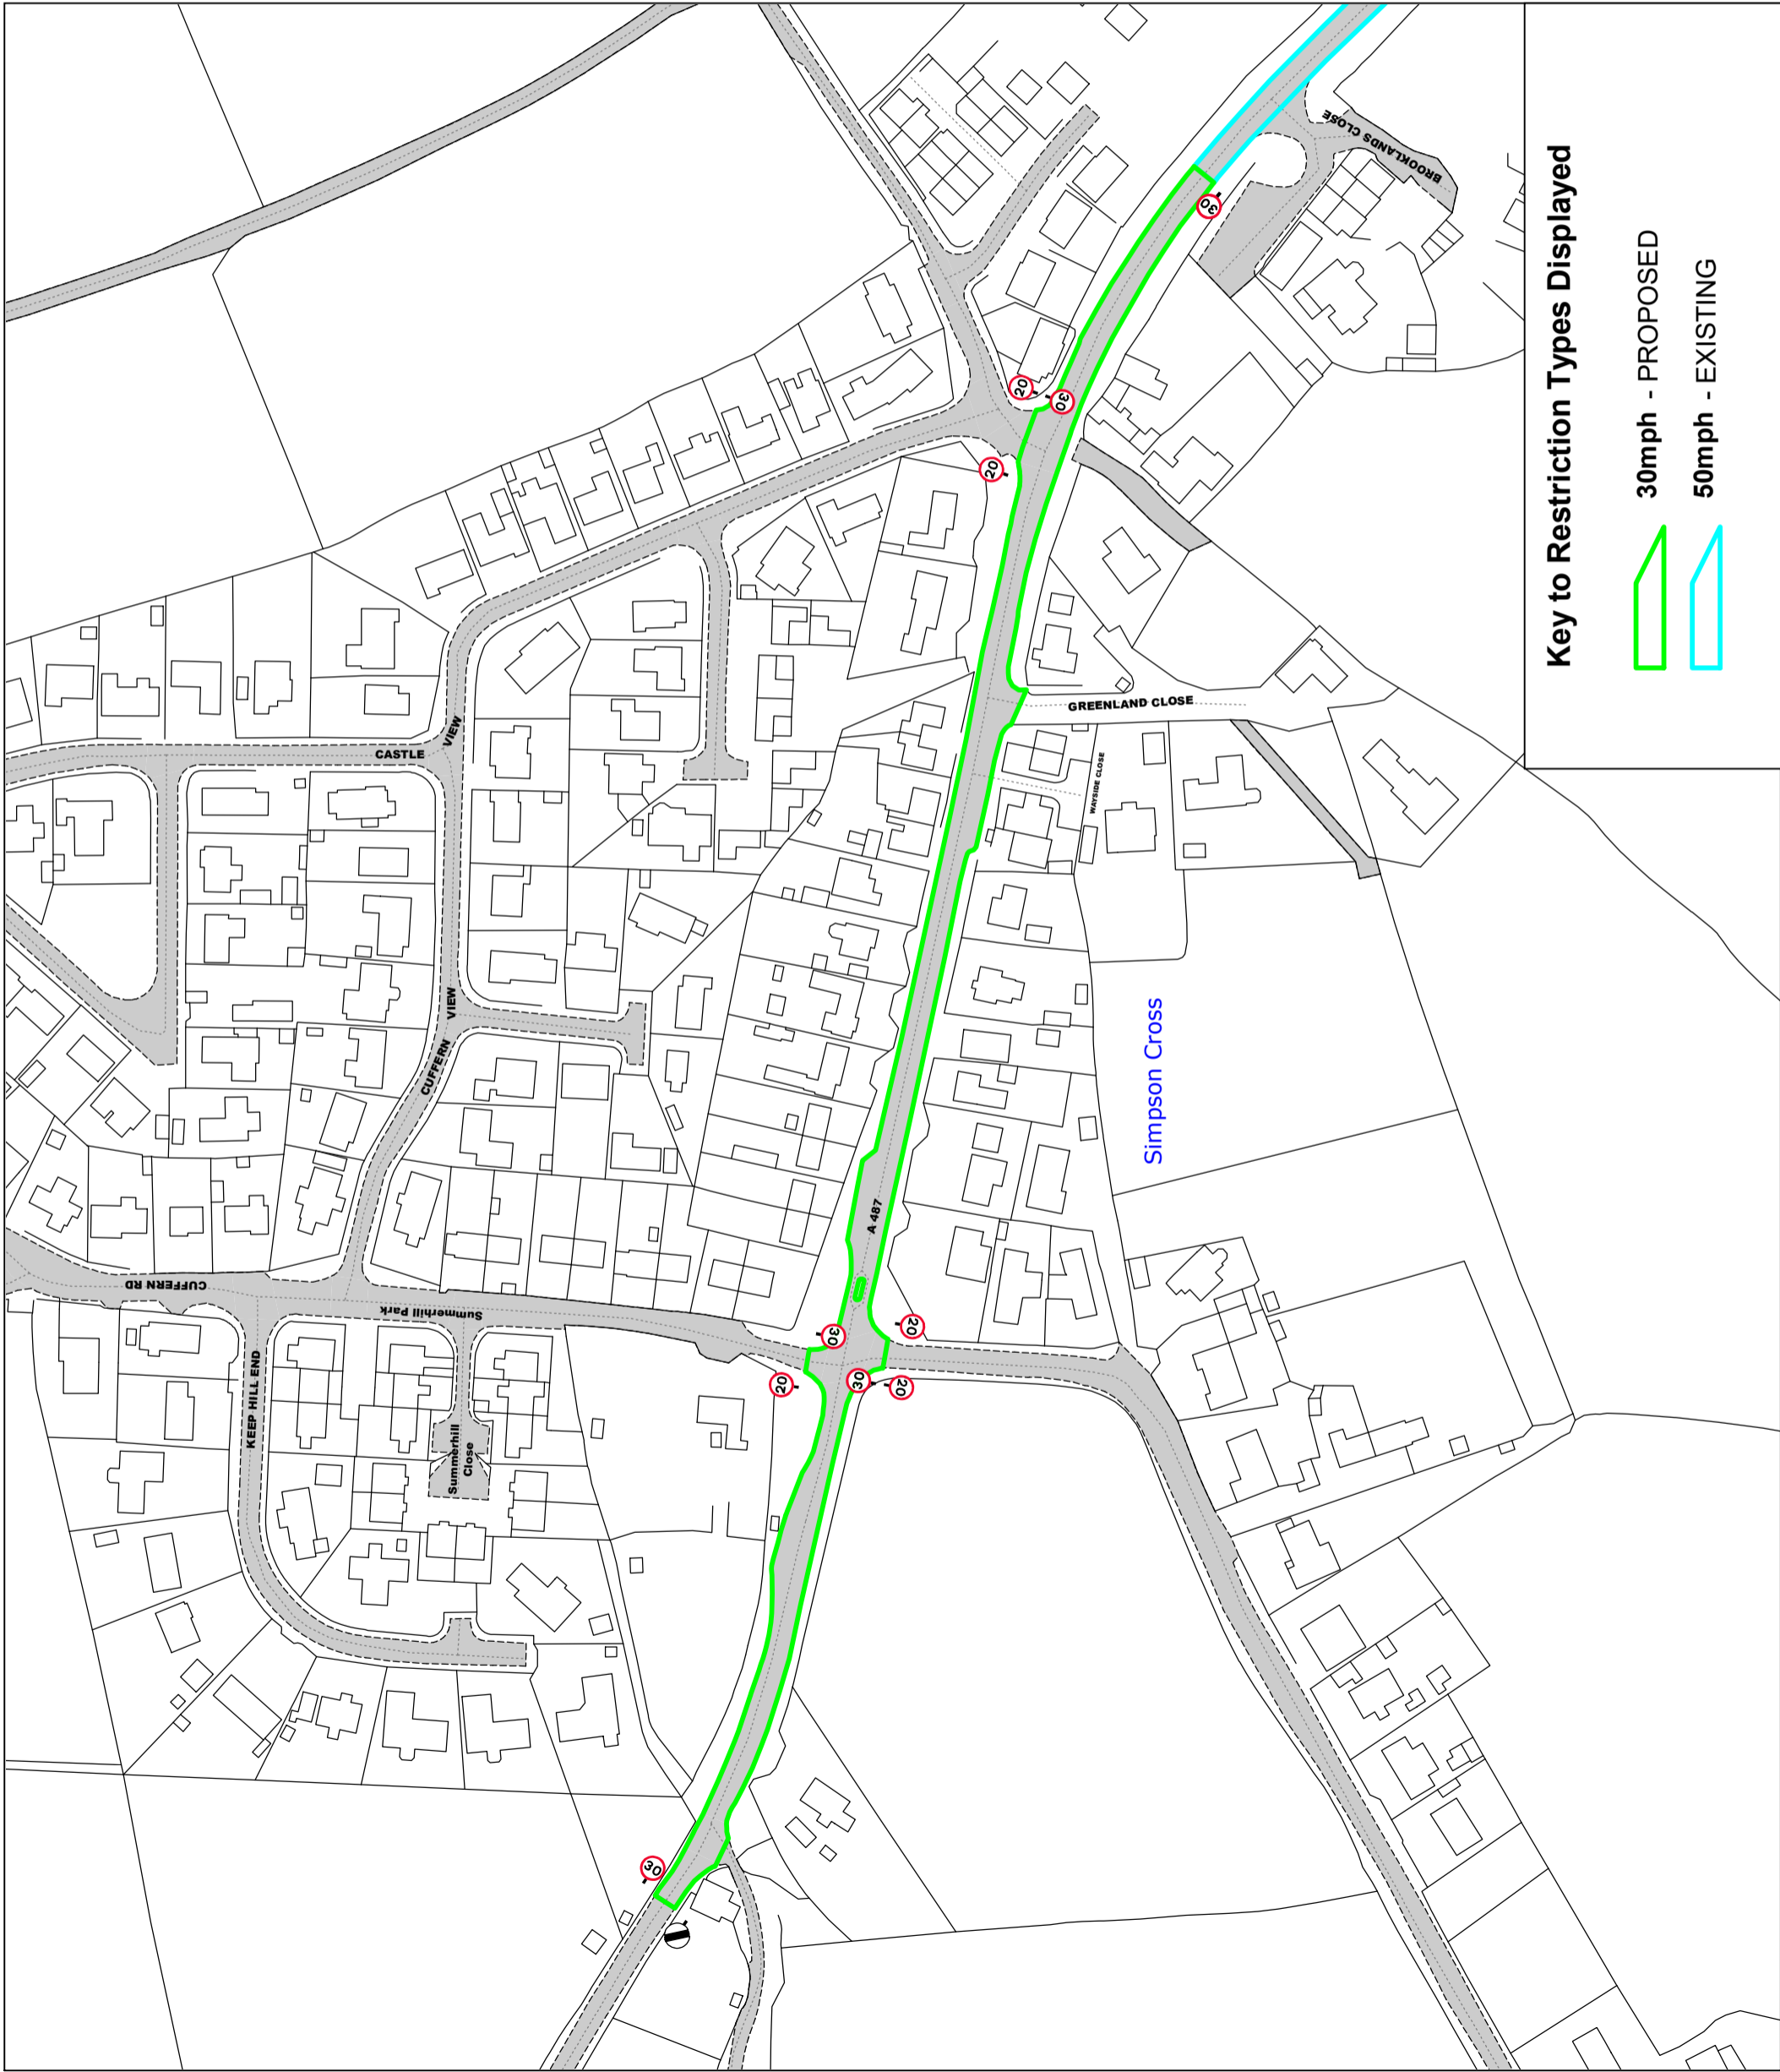 Key to Restriction Types Displayed
30mph - PROPOSED
50mph - EXISTING
BROOKLANDS CLOSE
30
20
30
20
GREENLAND CLOSE
WAYSIDE CLOSE
CASTLE
VIEW
CUFFERN
VIEW
Simpson Cross
A 487
CUFFERN RD
Summerhill Park
KEEP HILL END
Summerhill
Close
30
20
20
30
20
30